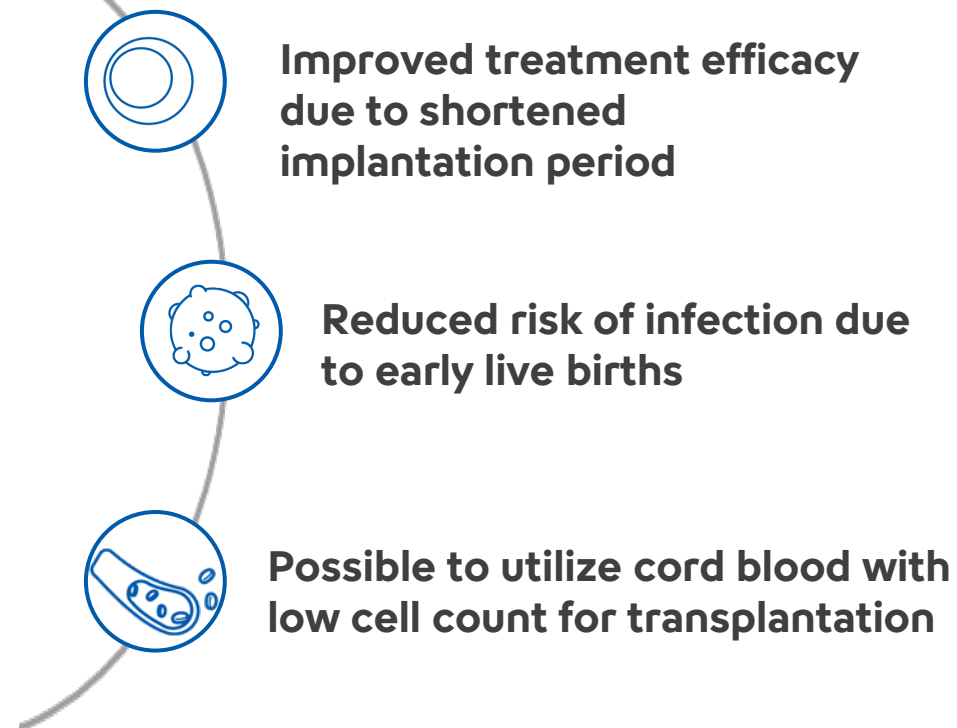 Improved treatment efficacy
due to shortened
implantation period
Reduced risk of infection due
to early live births
Possible to utilize cord blood with
low cell count for transplantation